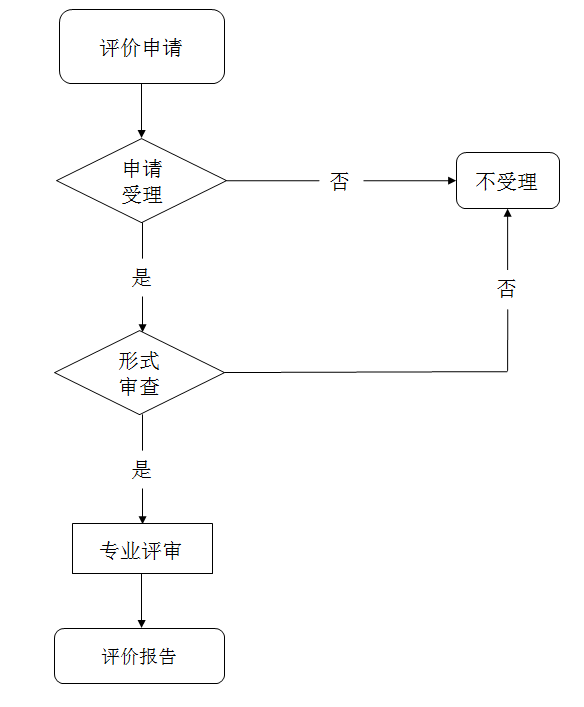 评价申请
申请
受理
否
不受理
是
否
形式
审查
是
专业评审
评价报告